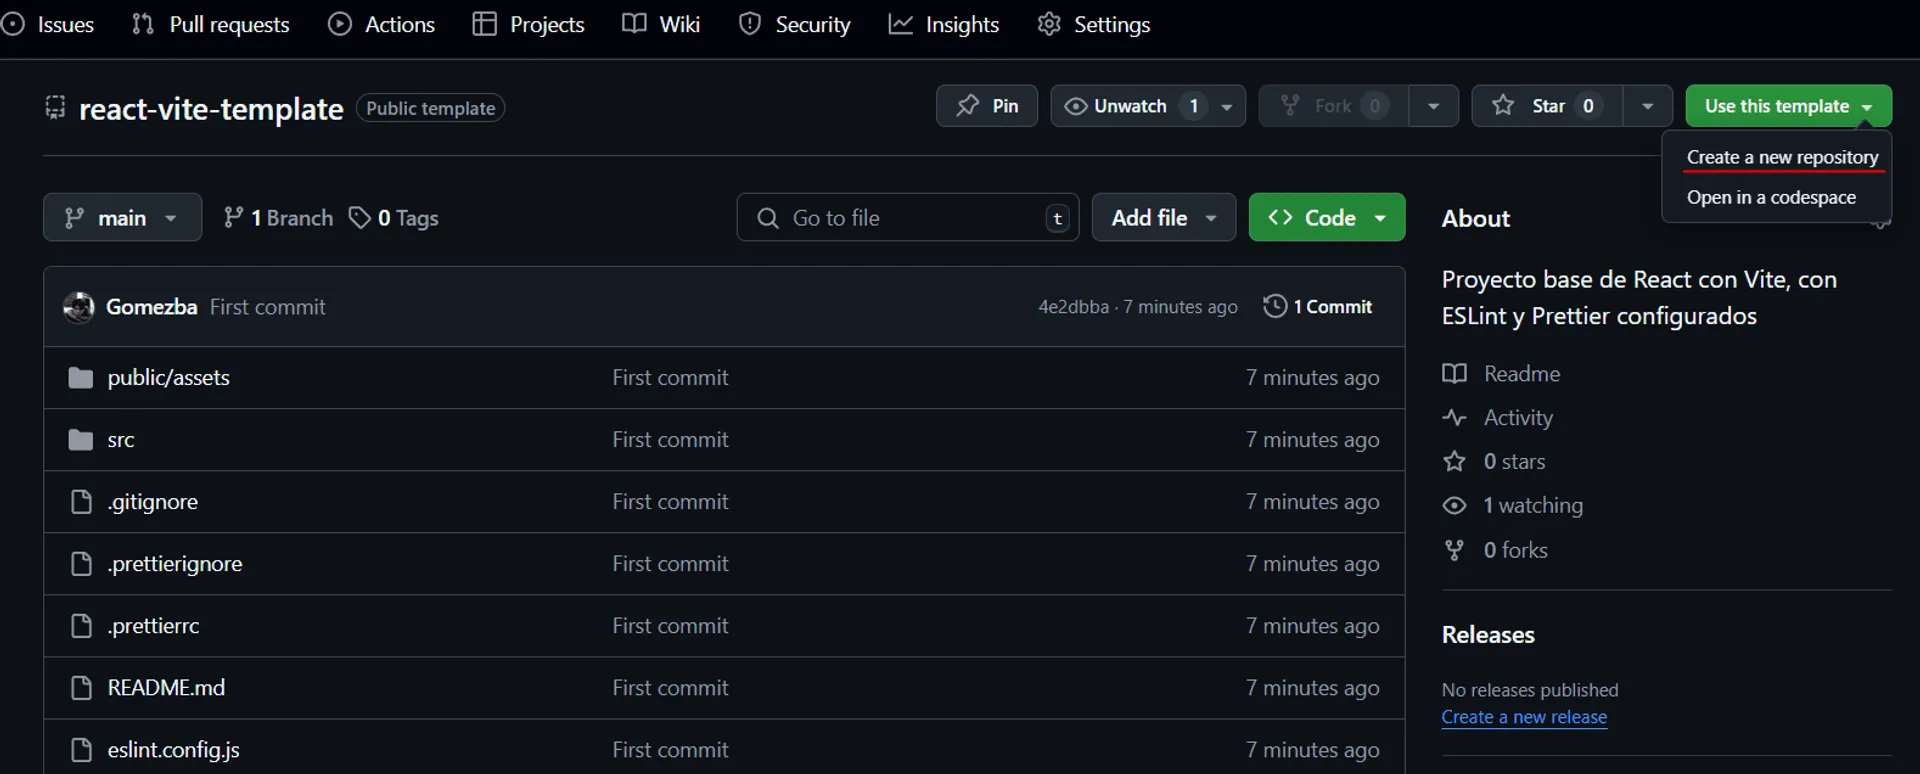 Issues Pull requests Actions Projects Wiki Security Insights Settings
react-vite-template Public template Pin Unwatch 1 Fork 0 Star 0 Use this template
Create a new repository
Open in a codespace
main 1 Branch 0 Tags Go to file t Add file Code
About
Proyecto base de React con Vite, con
ESLint y Prettier configurados
Readme
Activity
0 stars
1 watching
0 forks
Releases
No releases published
Create a new release
Gomezba First commit 4e2dbba · 7 minutes ago 1 Commit
public/assets First commit 7 minutes ago
src First commit 7 minutes ago
.gitignore First commit 7 minutes ago
.prettierignore First commit 7 minutes ago
.prettierrc First commit 7 minutes ago
README.md First commit 7 minutes ago
eslint.config.js First commit 7 minutes ago